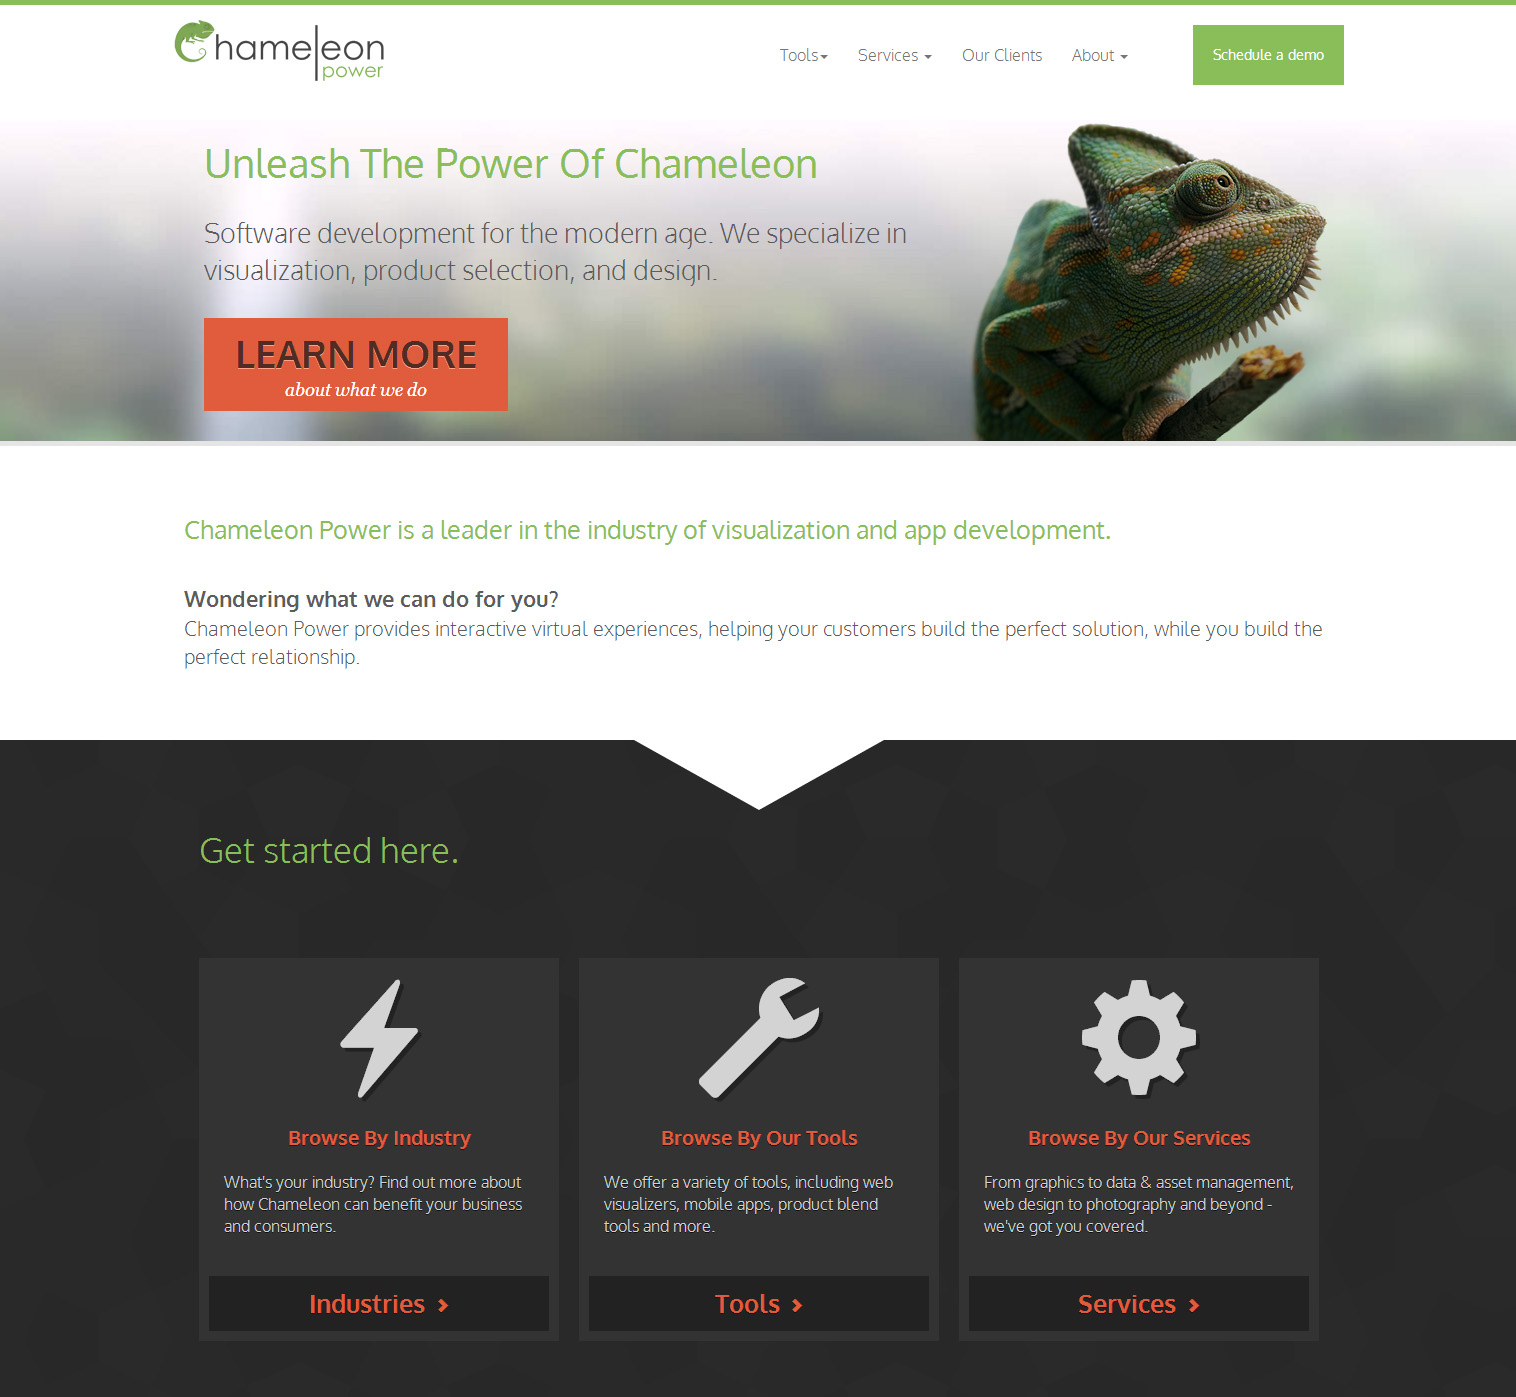 Chameleon
power
Tools
Services
Our Clients
About
Schedule a demo
Unleash The Power Of Chameleon
Software development for the modern age. We specialize in
visualization, product selection, and design.
LEARN MORE
about what we do
Chameleon Power is a leader in the industry of visualization and app development.
Wondering what we can do for you?
Chameleon Power provides interactive virtual experiences, helping your customers build the perfect solution, while you build the
perfect relationship.
Get started here.
Browse By Industry
What's your industry? Find out more about
how Chameleon can benefit your business
and consumers.
Industries
Browse By Our Tools
We offer a variety of tools, including web
visualizers, mobile apps, product blend
tools and more.
Tools
Browse By Our Services
From graphics to data & asset management,
web design to photography and beyond -
we've got you covered.
Services